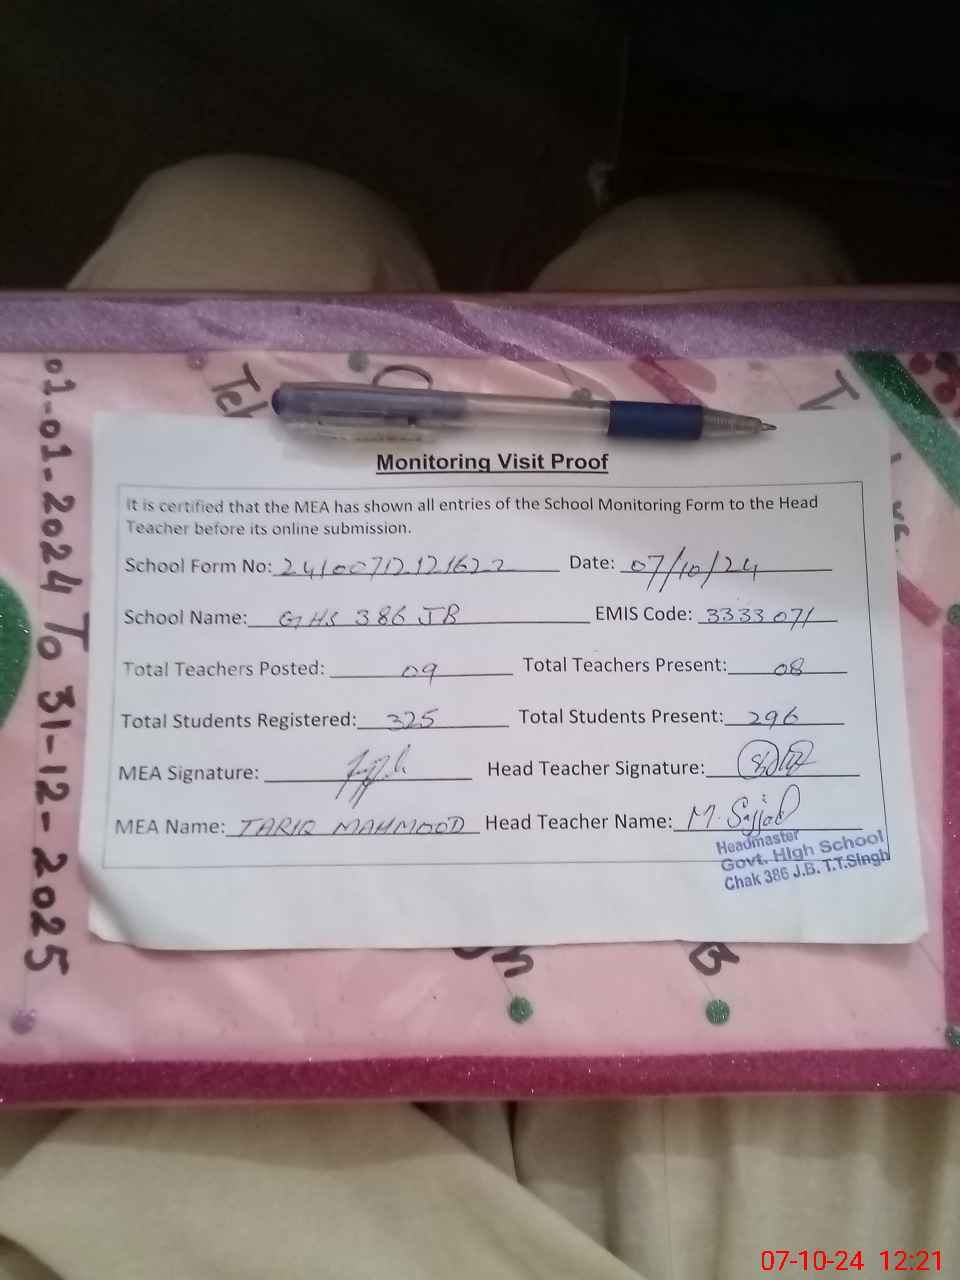 01-01-2024 To 31-12-2025
Monitoring Visit Proof
It is certified that the MEA has shown all entries of the School Monitoring Form to the Head
Teacher before its online submission.
School Form No: 24100712121622 Date: 07/10/24
School Name: GHS 386 JB EMIS Code: 3333071
Total Teachers Posted: 09 Total Teachers Present: 08
Total Students Registered: 325 Total Students Present: 296
MEA Signature: Head Teacher Signature:
MEA Name: TARIQ MAHMOOD Head Teacher Name: M. Sajjad
Headmaster
Govt. High School
Chak 386 J.B. T.T.Singh
07-10-24 12:21